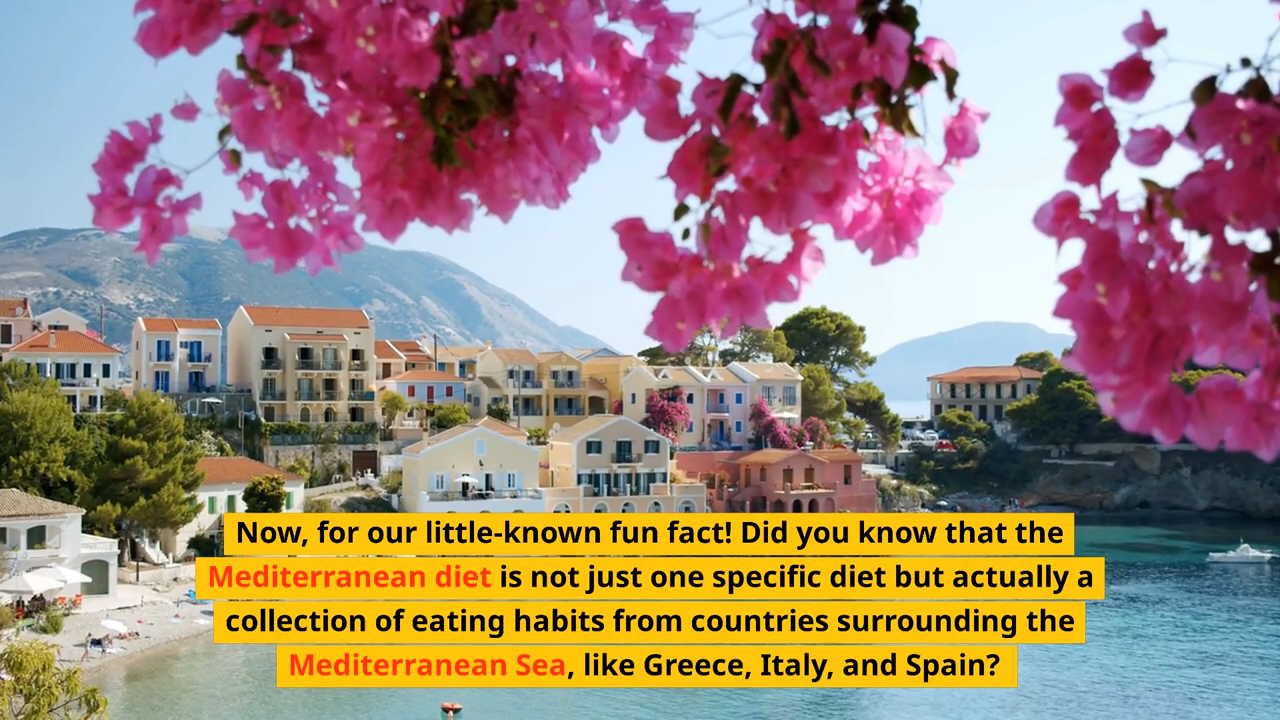 Now, for our little-known fun fact! Did you know that the
Mediterranean diet is not just one specific diet but actually a
collection of eating habits from countries surrounding the
Mediterranean Sea, like Greece, Italy, and Spain?